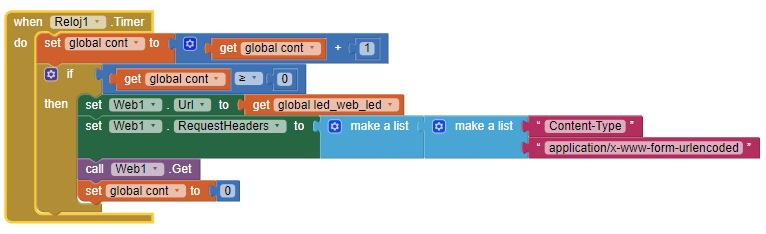 when Reloj1 .Timer
do set global cont to get global cont + 1
if get global cont ≥ 0
then set Web1 . Url to get global led_web_led
set Web1 . RequestHeaders to make a list make a list " Content-Type "
" application/x-www-form-urlencoded "
call Web1 .Get
set global cont to 0